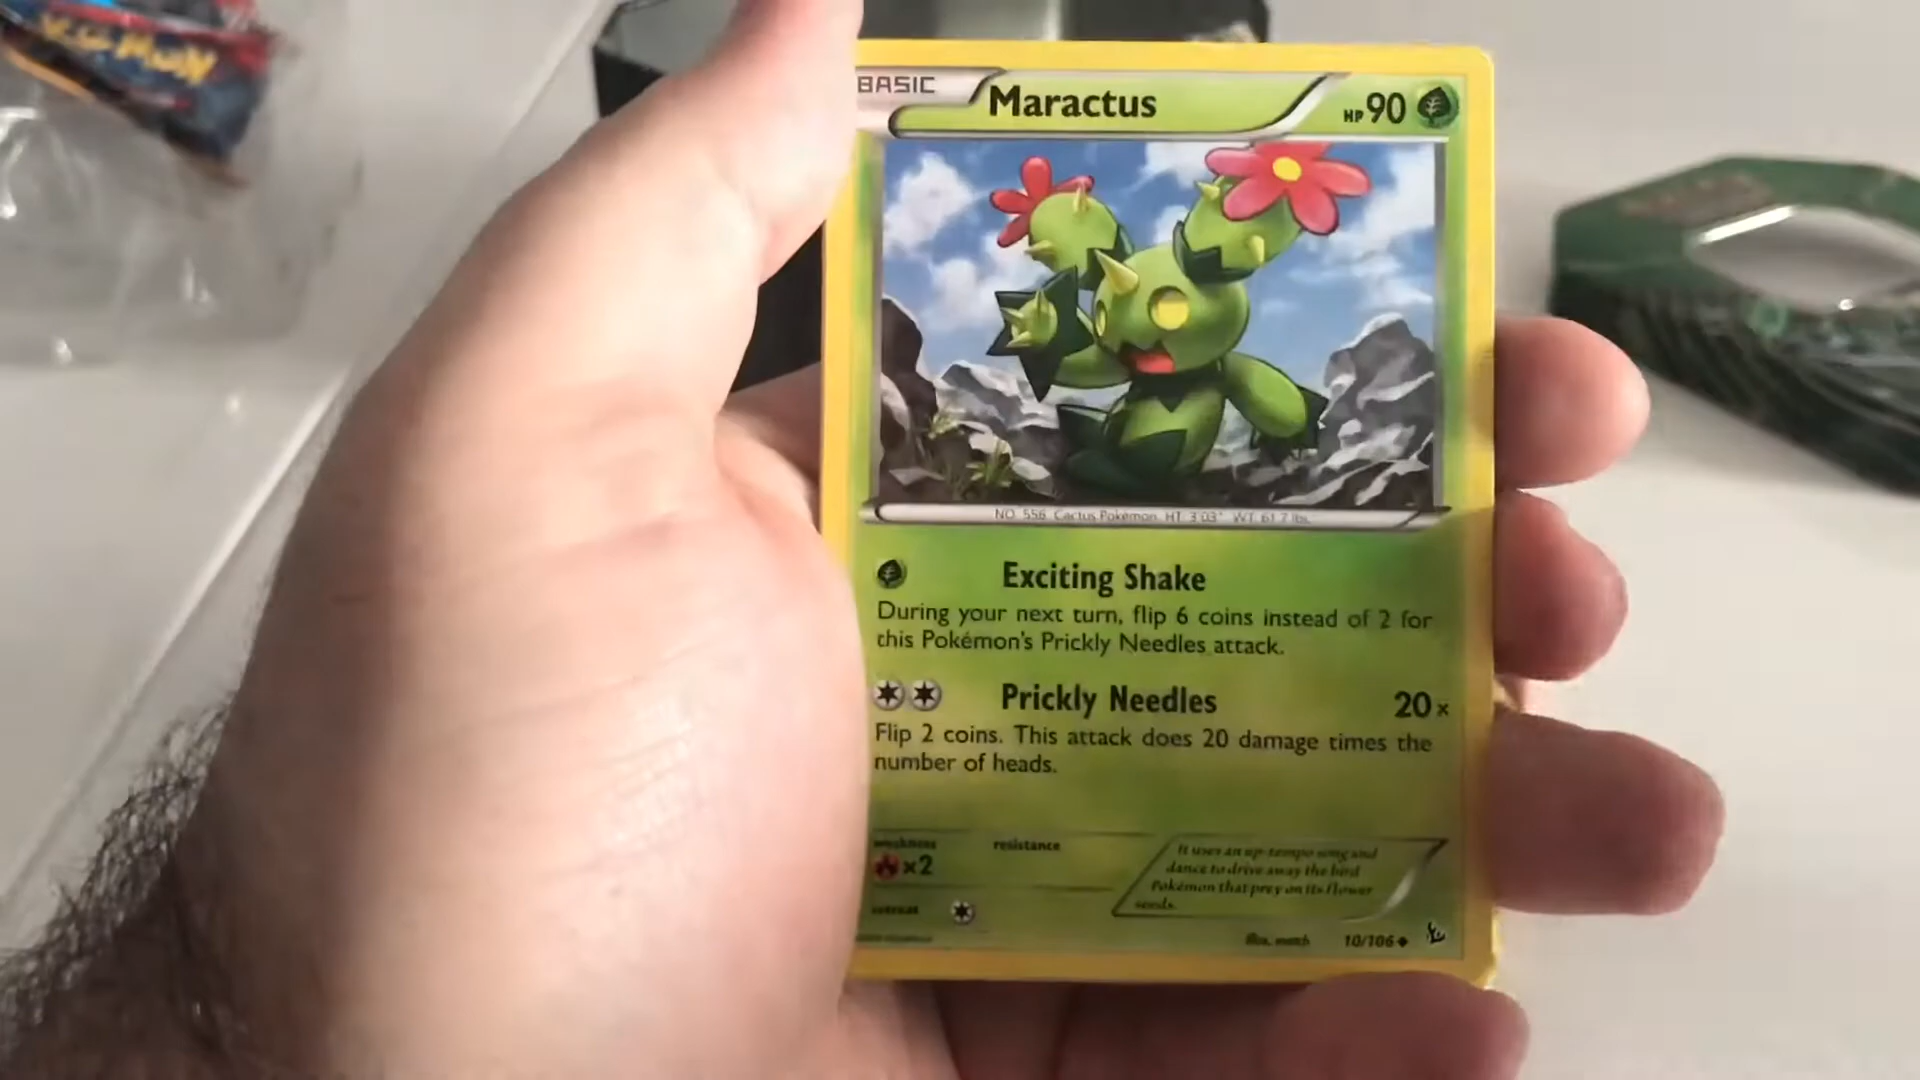 POKéMON
BASIC
Maractus
HP 90
NO. 556 Cactus Pokémon HT: 3'03" WT: 61.7 lbs.
Exciting Shake
During your next turn, flip 6 coins instead of 2 for
this Pokémon's Prickly Needles attack.
Prickly Needles 20×
Flip 2 coins. This attack does 20 damage times the
number of heads.
weakness resistance
×2
It uses an up-tempo song and
dance to drive away the bird
Pokémon that prey on its flower
seeds.
retreat
Illus. match 10/106